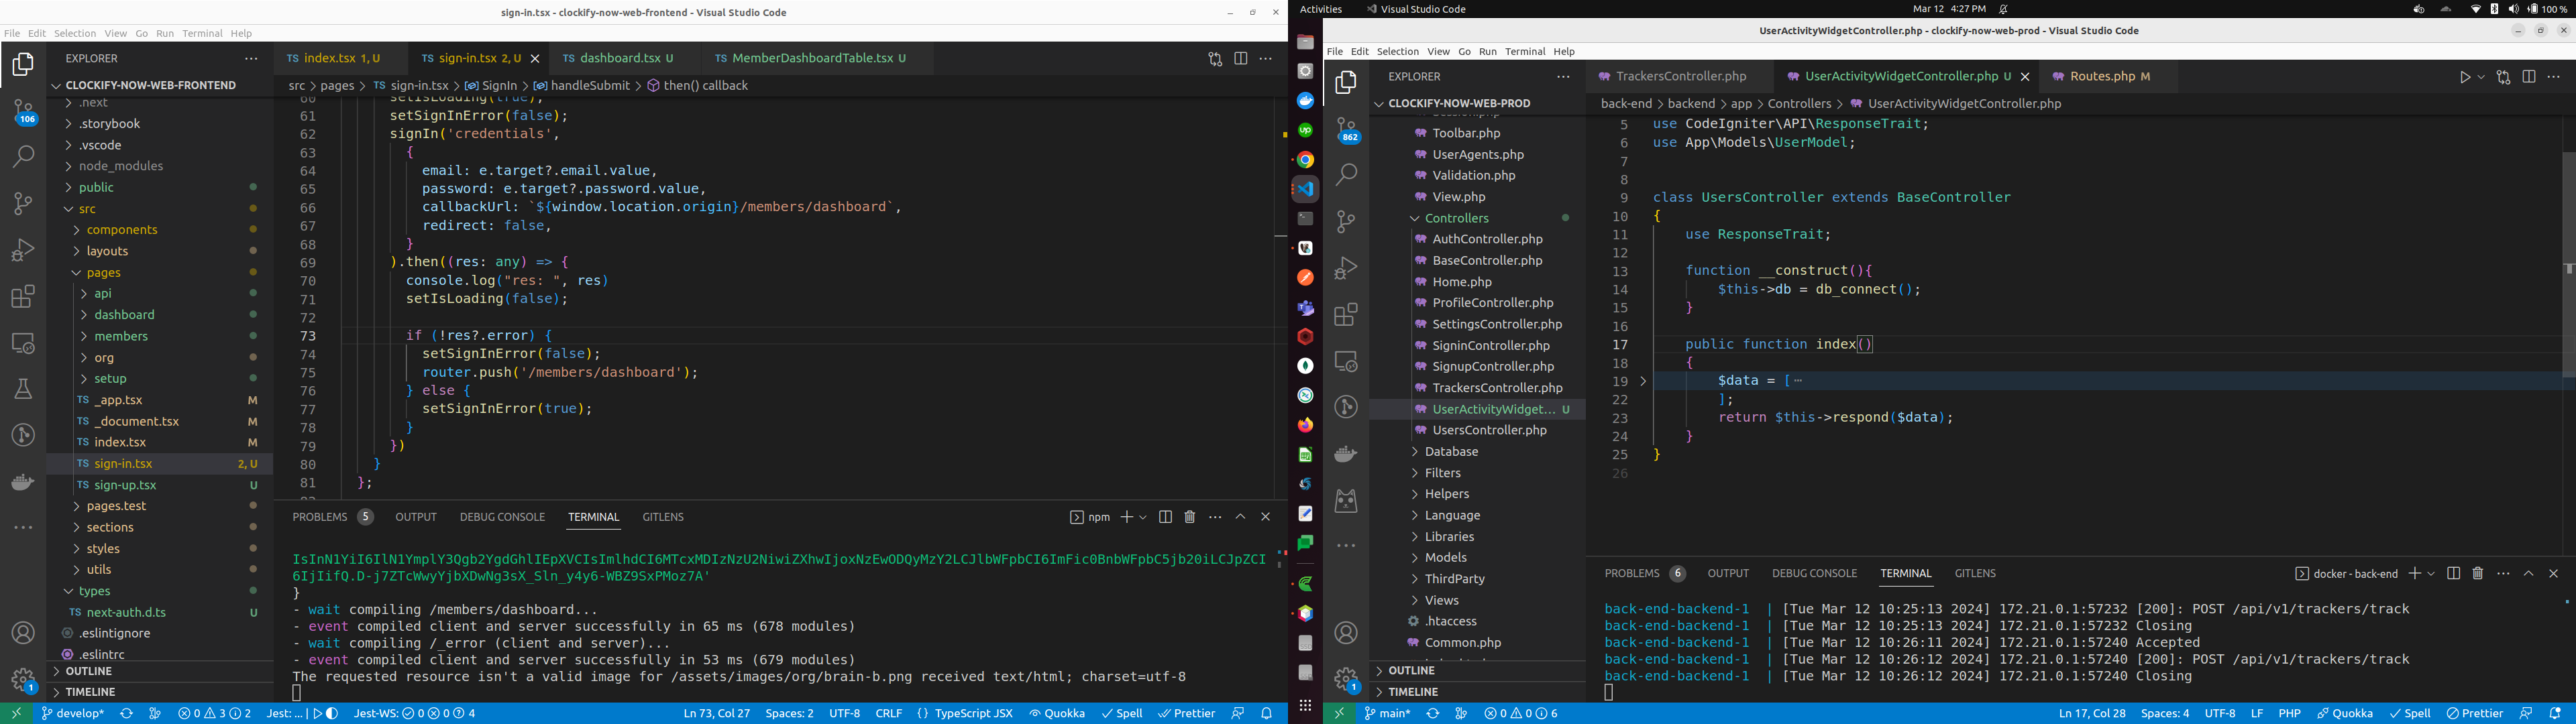 sign-in.tsx - clockify-now-web-frontend - Visual Studio Code
File Edit Selection View Go Run Terminal Help
EXPLORER
CLOCKIFY-NOW-WEB-FRONTEND
.next
.storybook
.vscode
node_modules
public
src
components
layouts
pages
api
dashboard
members
org
setup
_app.tsx M
_document.tsx M
index.tsx M
sign-in.tsx 2, U
sign-up.tsx U
pages.test
sections
styles
utils
types
next-auth.d.ts U
.eslintignore
.eslintrc
OUTLINE
TIMELINE
106
1
TS index.tsx 1, U
TS sign-in.tsx 2, U
TS dashboard.tsx U
TS MemberDashboardTable.tsx U
src > pages > TS sign-in.tsx > SignIn > handleSubmit > then() callback
60 setIsLoading(true);
61 setSignInError(false);
62 signIn('credentials',
63 {
64 email: e.target?.email.value,
65 password: e.target?.password.value,
66 callbackUrl: `${window.location.origin}/members/dashboard`,
67 redirect: false,
68 }
69 ).then((res: any) => {
70 console.log("res: ", res)
71 setIsLoading(false);
72
73 if (!res?.error) {
74 setSignInError(false);
75 router.push('/members/dashboard');
76 } else {
77 setSignInError(true);
78 }
79 })
80 }
81 };
PROBLEMS 5 OUTPUT DEBUG CONSOLE TERMINAL GITLENS
npm
IsInN1YiI6IlN1YmplY3Qgb2YgdGhlIEpXVCIsImlhdCI6MTcxMDIzNzU2NiwiZXhwIjoxNzEwODQyMzY2LCJlbWFpbCI6ImFic0BnbWFpbC5jb20iLCJpZCI
6IjIifQ.D-j7ZTcWwyYjbXDwNg3sX_Sln_y4y6-WBZ9SxPMoz7A'
}
- wait compiling /members/dashboard...
- event compiled client and server successfully in 65 ms (678 modules)
- wait compiling /_error (client and server)...
- event compiled client and server successfully in 53 ms (679 modules)
The requested resource isn't a valid image for /assets/images/org/brain-b.png received text/html; charset=utf-8
develop* 0 3 2 Jest: ... | Jest-WS: 0 0 4 Ln 73, Col 27 Spaces: 2 UTF-8 CRLF {} TypeScript JSX Quokka Spell Prettier
Activities Visual Studio Code Mar 12 4:27 PM 100 %
UserActivityWidgetController.php - clockify-now-web-prod - Visual Studio Code
File Edit Selection View Go Run Terminal Help
EXPLORER
CLOCKIFY-NOW-WEB-PROD
Toolbar.php
UserAgents.php
Validation.php
View.php
Controllers
AuthController.php
BaseController.php
Home.php
ProfileController.php
SettingsController.php
SigninController.php
SignupController.php
TrackersController.php
UserActivityWidget... U
UsersController.php
Database
Filters
Helpers
Language
Libraries
Models
ThirdParty
Views
.htaccess
Common.php
OUTLINE
TIMELINE
862
1
TrackersController.php
UserActivityWidgetController.php U
Routes.php M
back-end > backend > app > Controllers > UserActivityWidgetController.php
5 use CodeIgniter\API\ResponseTrait;
6 use App\Models\UserModel;
7
8
9 class UsersController extends BaseController
10 {
11 use ResponseTrait;
12
13 function __construct(){
14 $this->db = db_connect();
15 }
16
17 public function index()
18 {
19 $data = [ ⋯
22 ];
23 return $this->respond($data);
24 }
25 }
26
PROBLEMS 6 OUTPUT DEBUG CONSOLE TERMINAL GITLENS
docker - back-end
back-end-backend-1 | [Tue Mar 12 10:25:13 2024] 172.21.0.1:57232 [200]: POST /api/v1/trackers/track
back-end-backend-1 | [Tue Mar 12 10:25:13 2024] 172.21.0.1:57232 Closing
back-end-backend-1 | [Tue Mar 12 10:26:11 2024] 172.21.0.1:57240 Accepted
back-end-backend-1 | [Tue Mar 12 10:26:12 2024] 172.21.0.1:57240 [200]: POST /api/v1/trackers/track
back-end-backend-1 | [Tue Mar 12 10:26:12 2024] 172.21.0.1:57240 Closing
main* 0 0 6 Ln 17, Col 28 Spaces: 4 UTF-8 LF PHP Quokka Spell Prettier